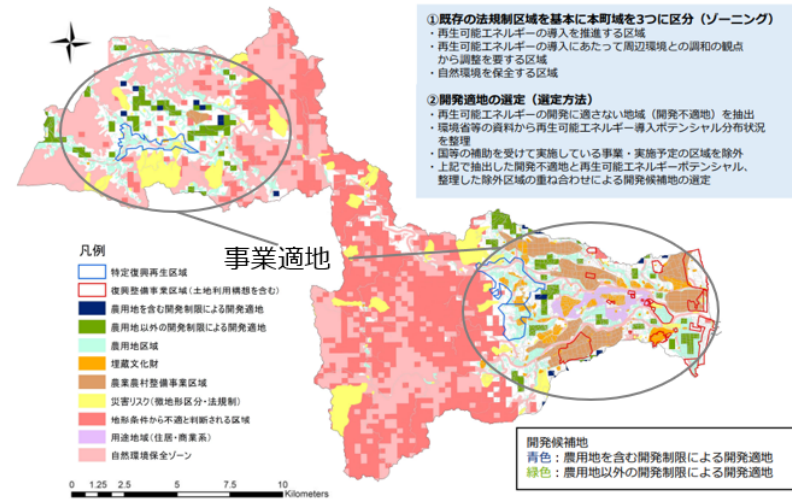 ①既存の法規制区域を基本に本町域を3つに区分（ゾーニング）
・再生可能エネルギーの導入を推進する区域
・再生可能エネルギーの導入にあたって周辺環境との調和の観点
から調整を要する区域
・自然環境を保全する区域
②開発適地の選定（選定方法）
・再生可能エネルギーの開発に適さない地域（開発不適地）を抽出
・環境省等の資料から再生可能エネルギー導入ポテンシャル分布状況
を整理
・国等の補助を受けて実施している事業・実施予定の区域を除外
・上記で抽出した開発不適地と再生可能エネルギーポテンシャル、
整理した除外区域の重ね合わせによる開発候補地の選定
事業適地
凡例
特定復興再生区域
復興整備事業区域（土地利用構想を含む）
農用地を含む開発制限による開発適地
農用地以外の開発制限による開発適地
農用地区域
埋蔵文化財
農業農村整備事業区域
災害リスク（微地形区分・法規制）
地形条件から不適と判断される区域
用途地域（住居・商業系）
自然環境保全ゾーン
0 1.25 2.5 5 7.5 10
Kilometers
開発候補地
青色：農用地を含む開発制限による開発適地
緑色：農用地以外の開発制限による開発適地